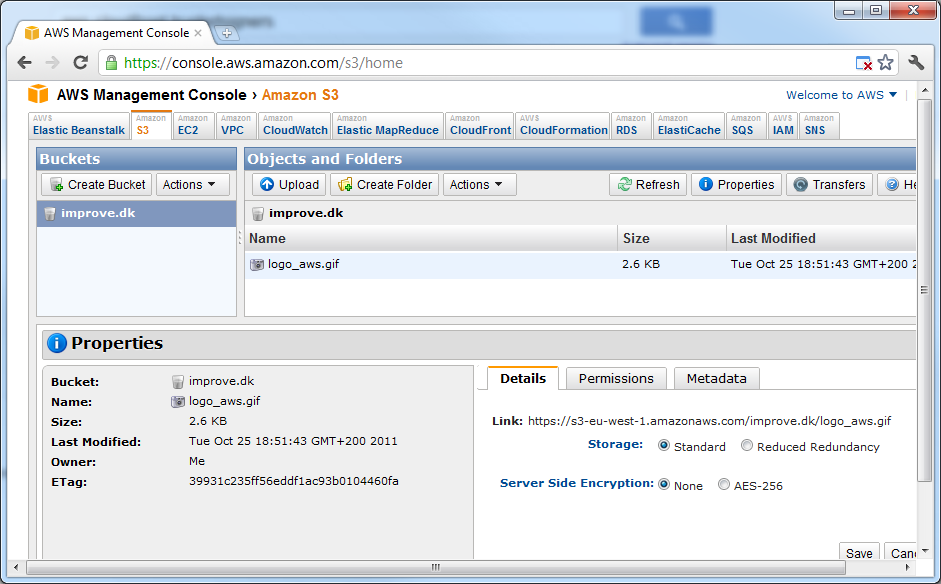 AWS Management Console
https://console.aws.amazon.com/s3/home
AWS Management Console › Amazon S3
Welcome to AWS
AWS Elastic Beanstalk
Amazon S3
Amazon EC2
Amazon VPC
Amazon CloudWatch
Amazon Elastic MapReduce
Amazon CloudFront
AWS CloudFormation
Amazon RDS
Amazon ElastiCache
Amazon SQS
AWS IAM
Amazon SNS
Buckets
Objects and Folders
Create Bucket Actions
Upload Create Folder Actions Refresh Properties Transfers He
improve.dk
improve.dk
Name Size Last Modified
logo_aws.gif 2.6 KB Tue Oct 25 18:51:43 GMT+200 2
Properties
Bucket: improve.dk
Name: logo_aws.gif
Size: 2.6 KB
Last Modified: Tue Oct 25 18:51:43 GMT+200 2011
Owner: Me
ETag: 39931c235ff56eddf1ac93b0104460fa
Details Permissions Metadata
Link: https://s3-eu-west-1.amazonaws.com/improve.dk/logo_aws.gif
Storage: Standard Reduced Redundancy
Server Side Encryption: None AES-256
Save Canc